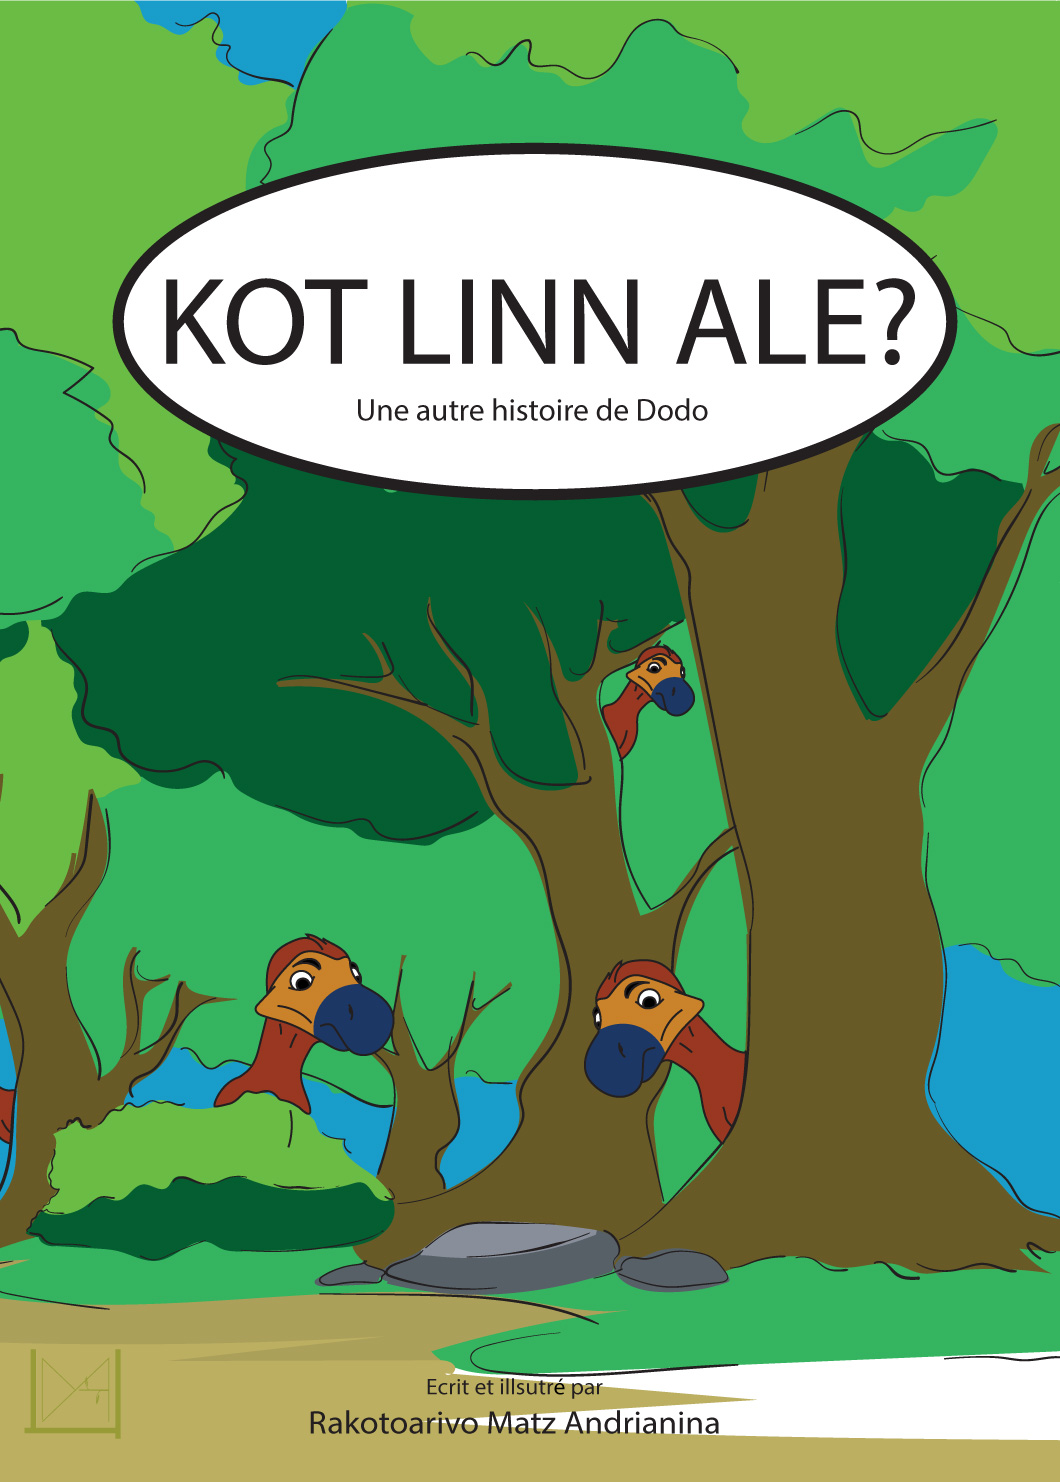 KOT LINN ALE?
Une autre histoire de Dodo
Ecrit et illsutré par
Rakotoarivo Matz Andrianina